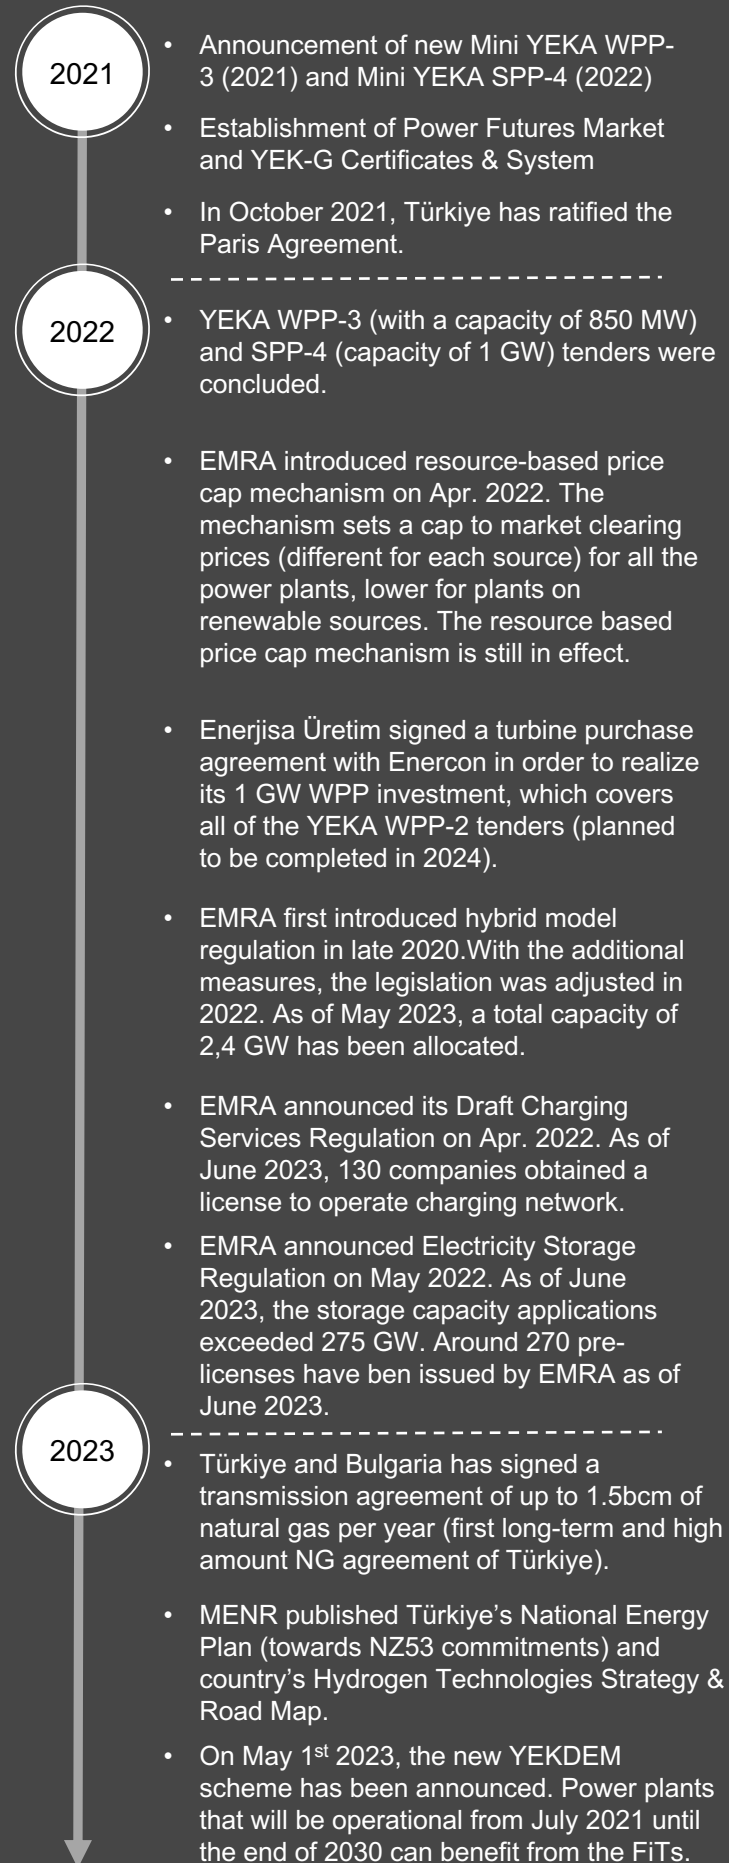 2021
• Announcement of new Mini YEKA WPP-
3 (2021) and Mini YEKA SPP-4 (2022)
• Establishment of Power Futures Market
and YEK-G Certificates & System
• In October 2021, Türkiye has ratified the
Paris Agreement.
2022
• YEKA WPP-3 (with a capacity of 850 MW)
and SPP-4 (capacity of 1 GW) tenders were
concluded.
• EMRA introduced resource-based price
cap mechanism on Apr. 2022. The
mechanism sets a cap to market clearing
prices (different for each source) for all the
power plants, lower for plants on
renewable sources. The resource based
price cap mechanism is still in effect.
• Enerjisa Üretim signed a turbine purchase
agreement with Enercon in order to realize
its 1 GW WPP investment, which covers
all of the YEKA WPP-2 tenders (planned
to be completed in 2024).
• EMRA first introduced hybrid model
regulation in late 2020.With the additional
measures, the legislation was adjusted in
2022. As of May 2023, a total capacity of
2,4 GW has been allocated.
• EMRA announced its Draft Charging
Services Regulation on Apr. 2022. As of
June 2023, 130 companies obtained a
license to operate charging network.
• EMRA announced Electricity Storage
Regulation on May 2022. As of June
2023, the storage capacity applications
exceeded 275 GW. Around 270 pre-
licenses have ben issued by EMRA as of
June 2023.
2023
• Türkiye and Bulgaria has signed a
transmission agreement of up to 1.5bcm of
natural gas per year (first long-term and high
amount NG agreement of Türkiye).
• MENR published Türkiye's National Energy
Plan (towards NZ53 commitments) and
country's Hydrogen Technologies Strategy &
Road Map.
• On May 1st 2023, the new YEKDEM
scheme has been announced. Power plants
that will be operational from July 2021 until
the end of 2030 can benefit from the FiTs.